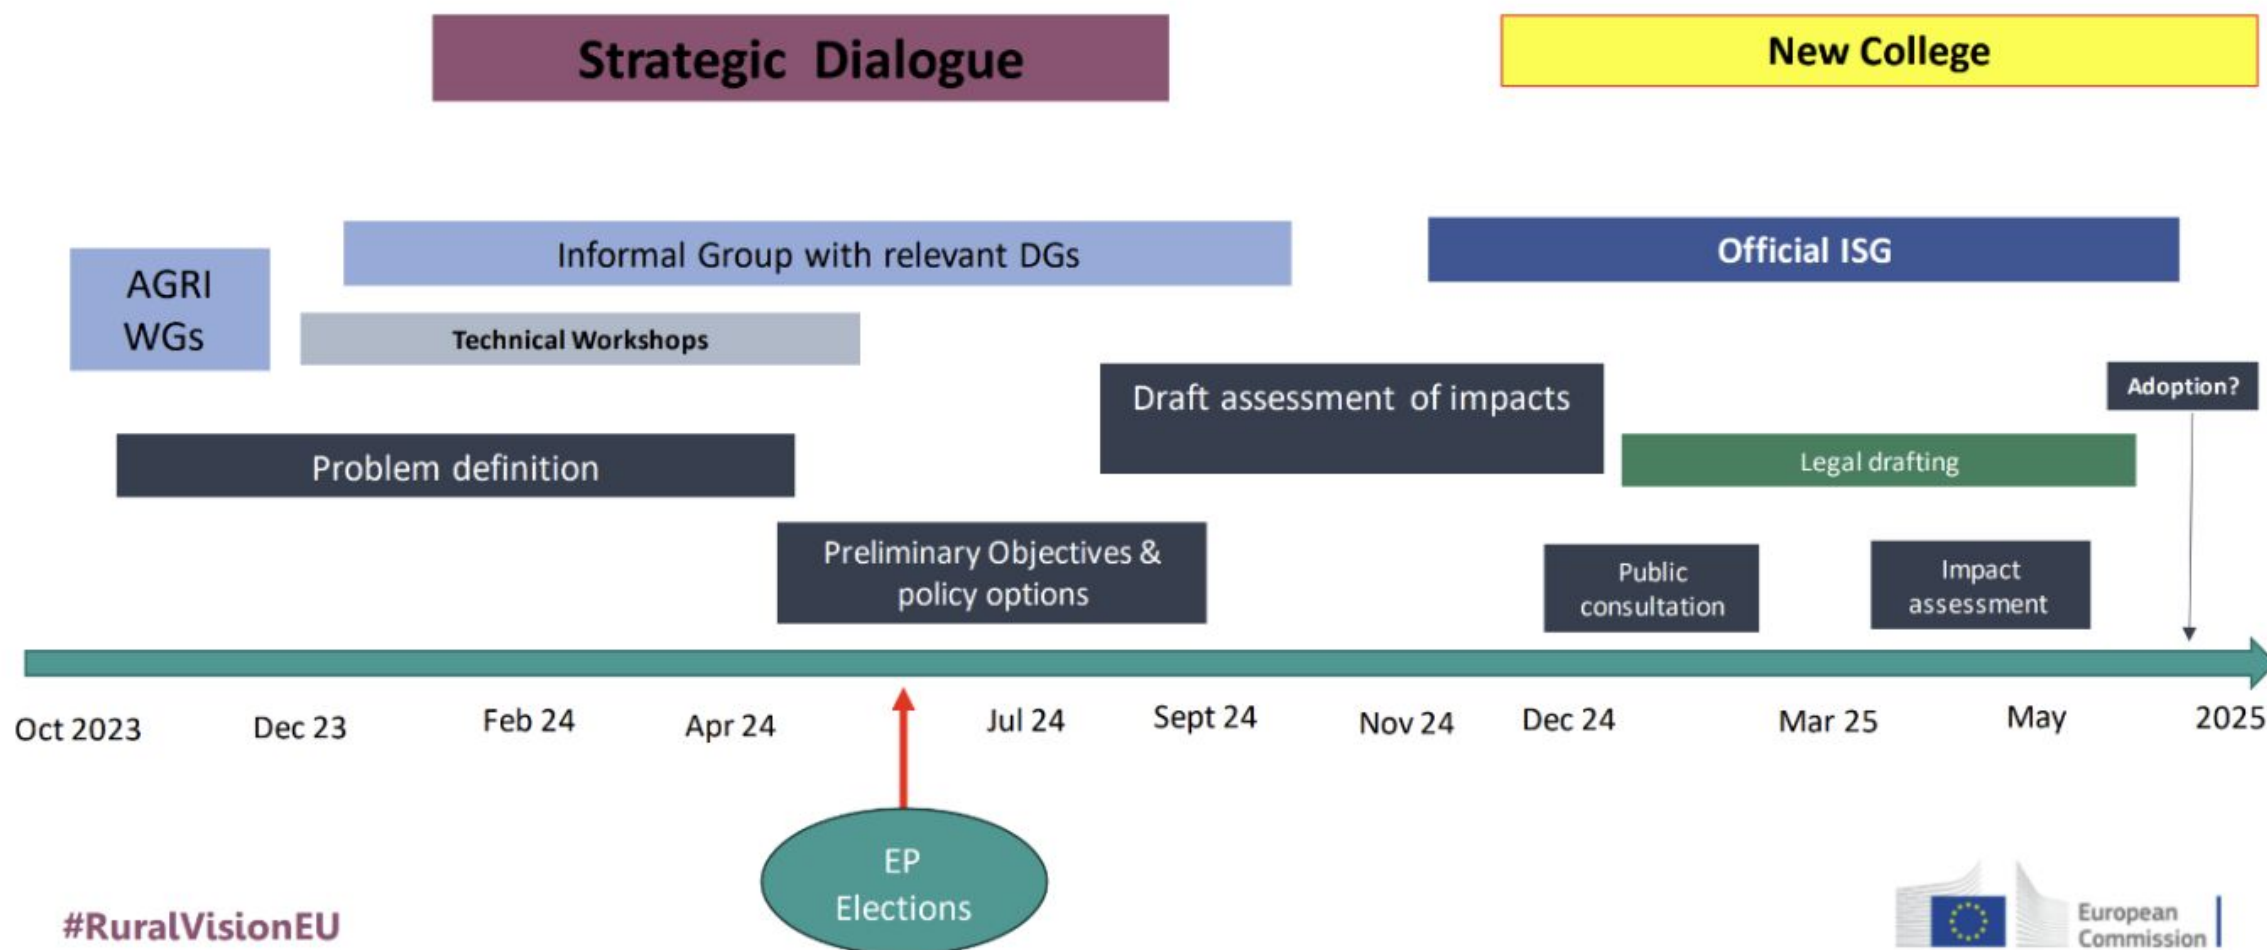 Strategic Dialogue
New College
Informal Group with relevant DGs
Official ISG
AGRI
WGs
Technical Workshops
Draft assessment of impacts
Adoption?
Problem definition
Legal drafting
Preliminary Objectives &
policy options
Public
consultation
Impact
assessment
Oct 2023
Dec 23
Feb 24
Apr 24
Jul 24
Sept 24
Nov 24
Dec 24
Mar 25
May
2025
EP
Elections
#RuralVisionEU
European
Commission